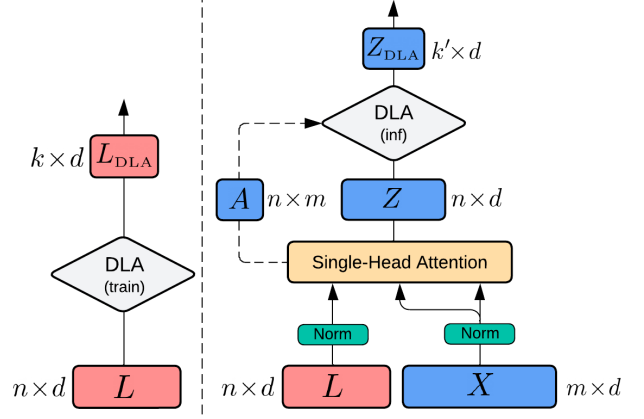 k × d L_DLA
DLA
(train)
n × d L
Z_DLA k′ × d
DLA
(inf)
A n × m Z n × d
Single-Head Attention
Norm Norm
n × d L X m × d